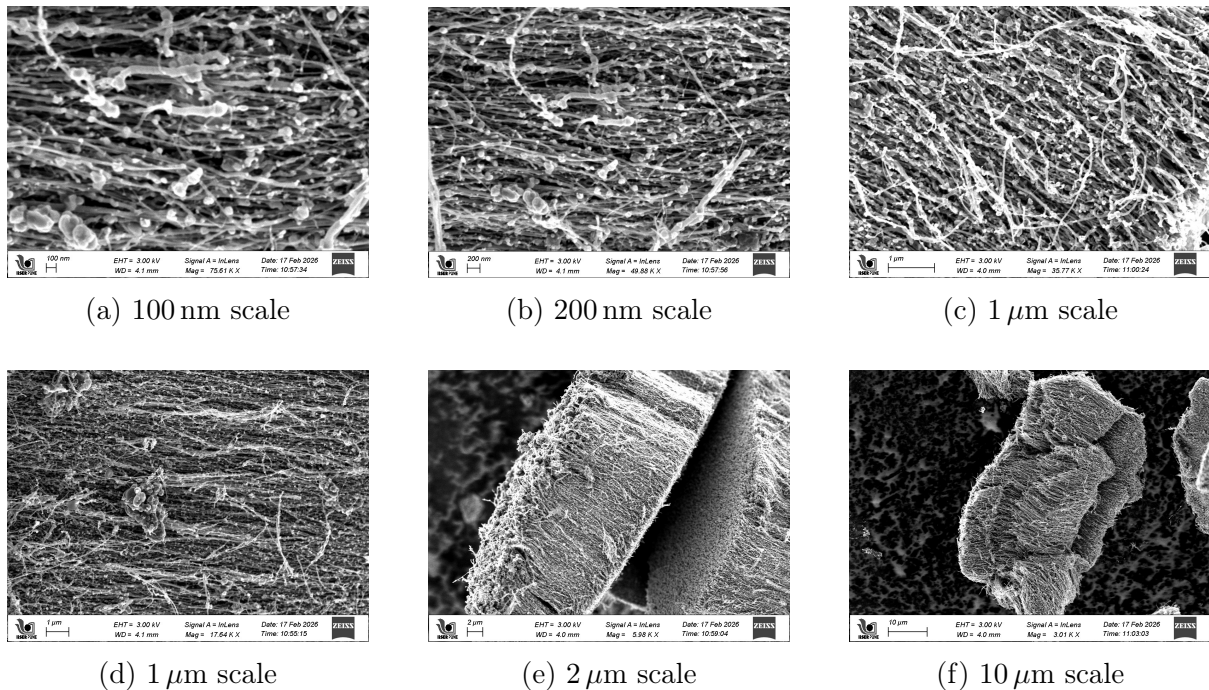 100 nm
EHT = 3.00 kV
WD = 4.1 mm
Signal A = InLens
Mag = 75.61 K X
Date: 17 Feb 2026
Time: 10:57:34
ZEISS
200 nm
EHT = 3.00 kV
WD = 4.1 mm
Signal A = InLens
Mag = 49.88 K X
Date: 17 Feb 2026
Time: 10:57:56
ZEISS
1 µm
EHT = 3.00 kV
WD = 4.0 mm
Signal A = InLens
Mag = 35.77 K X
Date: 17 Feb 2026
Time: 11:00:24
ZEISS
(a) 100 nm scale
(b) 200 nm scale
(c) 1 µm scale
1 µm
EHT = 3.00 kV
WD = 4.1 mm
Signal A = InLens
Mag = 17.64 K X
Date: 17 Feb 2026
Time: 10:55:15
ZEISS
2 µm
EHT = 3.00 kV
WD = 4.0 mm
Signal A = InLens
Mag = 5.98 K X
Date: 17 Feb 2026
Time: 10:59:04
ZEISS
10 µm
EHT = 3.00 kV
WD = 4.0 mm
Signal A = InLens
Mag = 3.01 K X
Date: 17 Feb 2026
Time: 11:03:03
ZEISS
(d) 1 µm scale
(e) 2 µm scale
(f) 10 µm scale